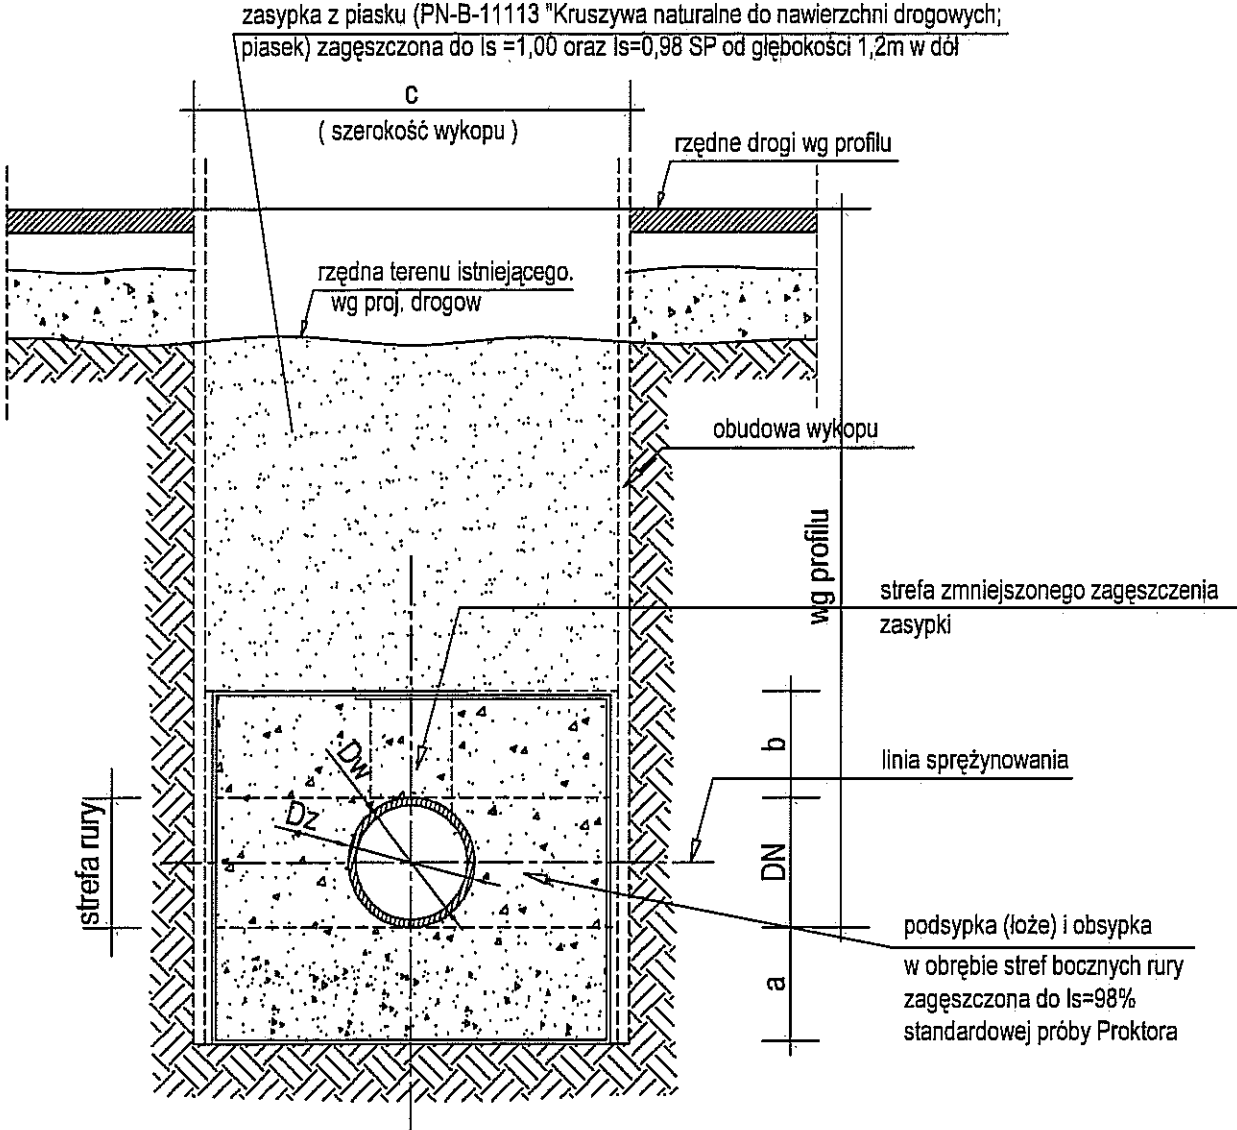 zasypka z piasku (PN-B-11113 "Kruszywa naturalne do nawierzchni drogowych;
piasek) zagęszczona do Is =1,00 oraz Is=0,98 SP od głębokości 1,2m w dół
c
( szerokość wykopu )
rzędne drogi wg profilu
rzędna terenu istniejącego.
wg proj. drogow
obudowa wykopu
wg profilu
strefa zmniejszonego zagęszczenia
zasypki
b
linia sprężynowania
Dw
Dz
strefa rury
DN
podsypka (łoże) i obsypka
w obrębie stref bocznych rury
zagęszczona do Is=98%
standardowej próby Proktora
a